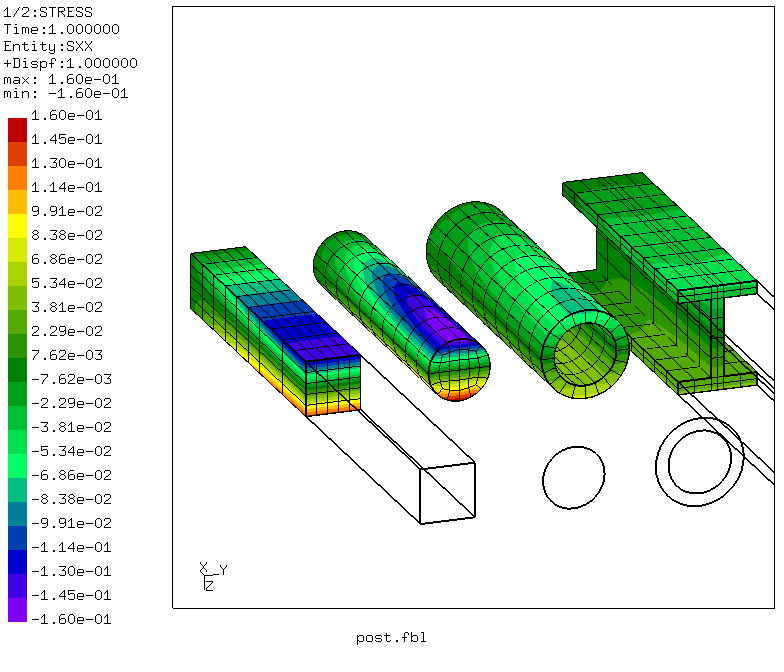 1/2:STRESS
Time:1.000000
Entity:SXX
+Dispf:1.000000
max: 1.60e-01
min: -1.60e-01
1.60e-01
1.45e-01
1.30e-01
1.14e-01
9.91e-02
8.38e-02
6.86e-02
5.34e-02
3.81e-02
2.29e-02
7.62e-03
-7.62e-03
-2.29e-02
-3.81e-02
-5.34e-02
-6.86e-02
-8.38e-02
-9.91e-02
-1.14e-01
-1.30e-01
-1.45e-01
-1.60e-01
X Y
Z
post.fbl